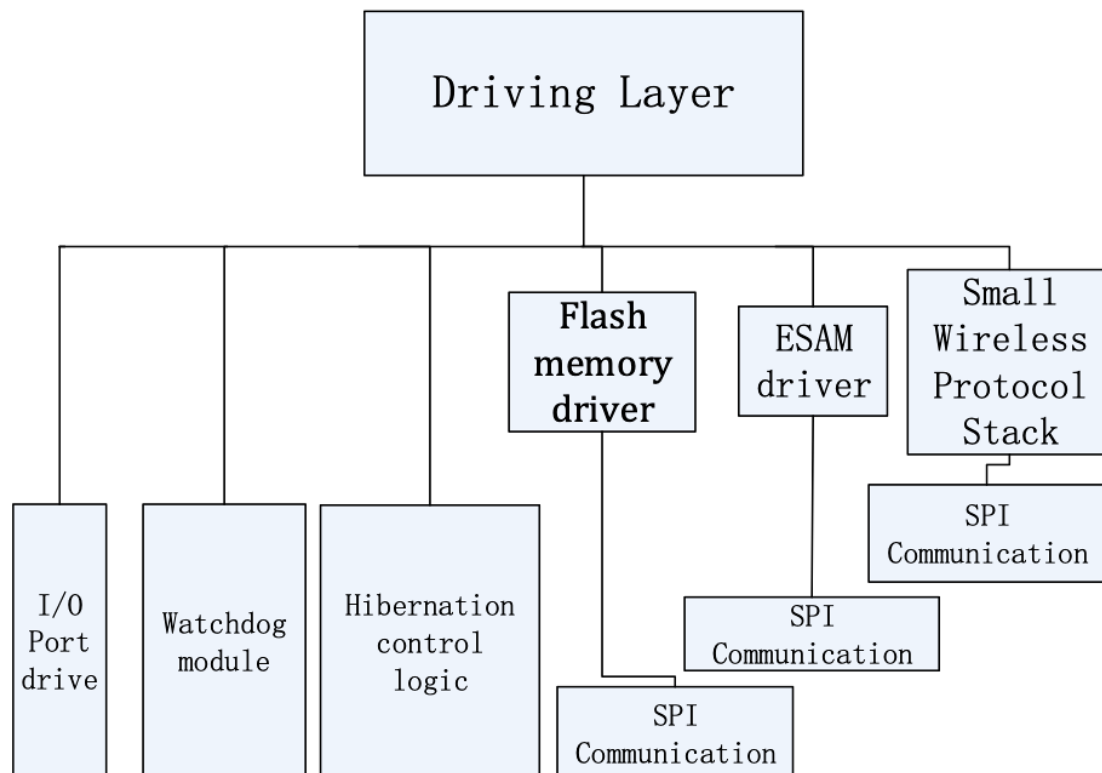 Driving Layer
Flash
memory
driver
ESAM
driver
Small
Wireless
Protocol
Stack
I/O
Port
drive
Watchdog
module
Hibernation
control
logic
SPI
Communication
SPI
Communication
SPI
Communication